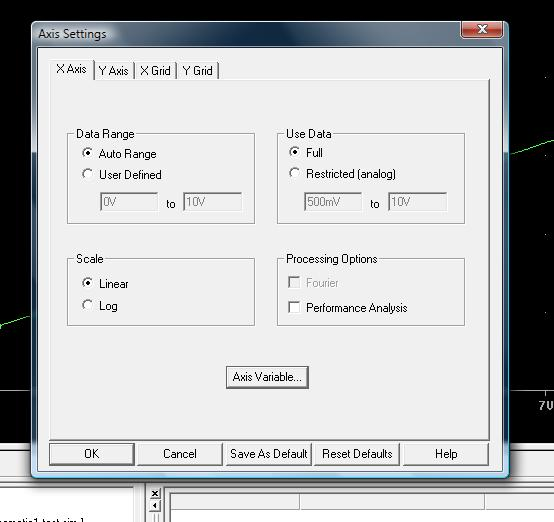 Axis Settings
X Axis Y Axis X Grid Y Grid
Data Range
Auto Range
User Defined
0V to 10V
Use Data
Full
Restricted (analog)
500mV to 10V
Scale
Linear
Log
Processing Options
Fourier
Performance Analysis
Axis Variable...
7V
OK Cancel Save As Default Reset Defaults Help